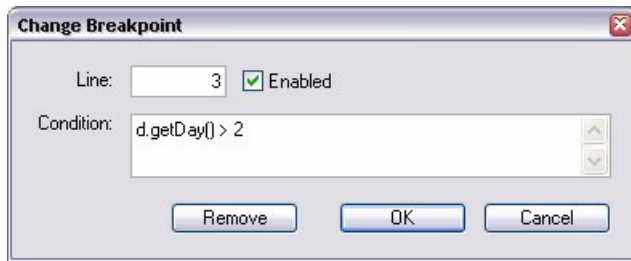 Change Breakpoint
Line: 3 Enabled
Condition: d.getDay() > 2
Remove OK Cancel